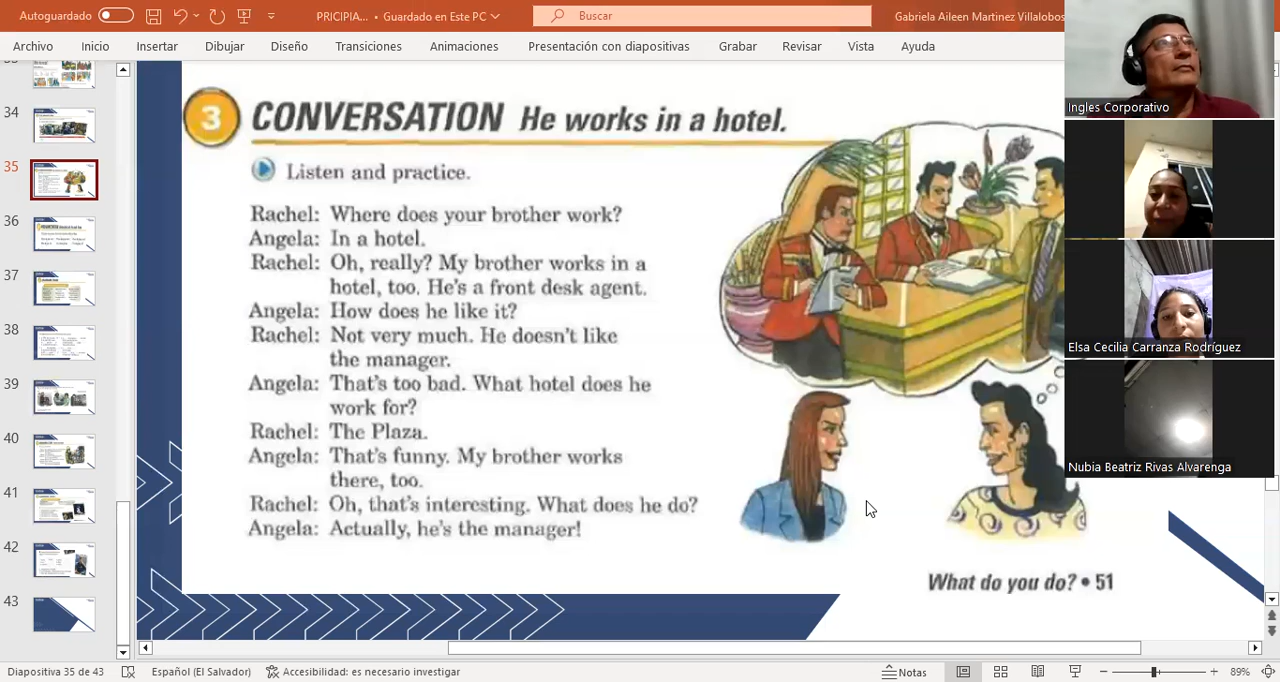 Autoguardado
PRICIPIA... • Guardado en Este PC
Buscar
Gabriela Aileen Martinez Villalobos
Archivo Inicio Insertar Dibujar Diseño Transiciones Animaciones Presentación con diapositivas Grabar Revisar Vista Ayuda
34
35
36
37
38
39
40
41
42
43
3 CONVERSATION He works in a hotel.
Listen and practice.
Rachel: Where does your brother work?
Angela: In a hotel.
Rachel: Oh, really? My brother works in a
hotel, too. He's a front desk agent.
Angela: How does he like it?
Rachel: Not very much. He doesn't like
the manager.
Angela: That's too bad. What hotel does he
work for?
Rachel: The Plaza.
Angela: That's funny. My brother works
there, too.
Rachel: Oh, that's interesting. What does he do?
Angela: Actually, he's the manager!
What do you do? • 51
Ingles Corporativo
Elsa Cecilia Carranza Rodríguez
Nubia Beatriz Rivas Alvarenga
Diapositiva 35 de 43
Español (El Salvador)
Accesibilidad: es necesario investigar
Notas
89%